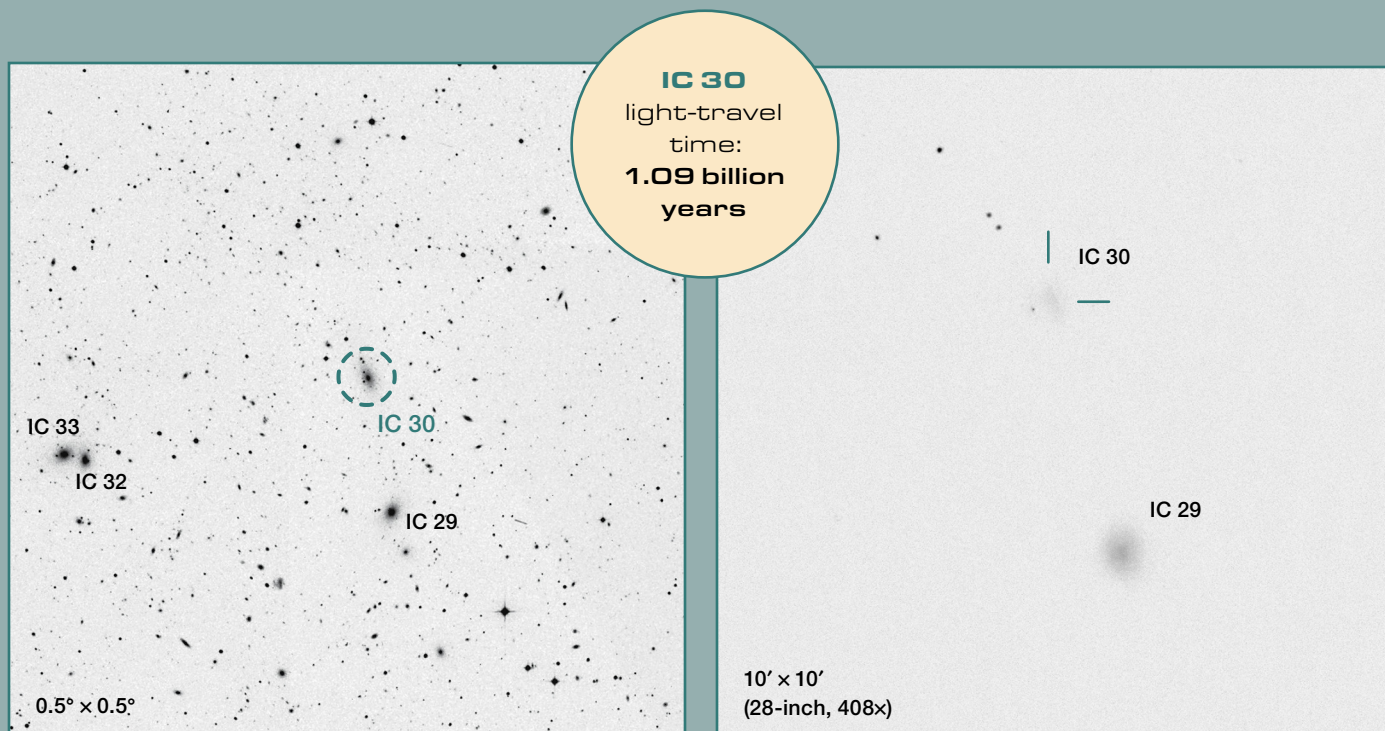 IC 30
light-travel
time:
1.09 billion
years
IC 30
IC 33
IC 32
IC 29
0.5° × 0.5°
IC 30
IC 29
10′ × 10′
(28-inch, 408×)